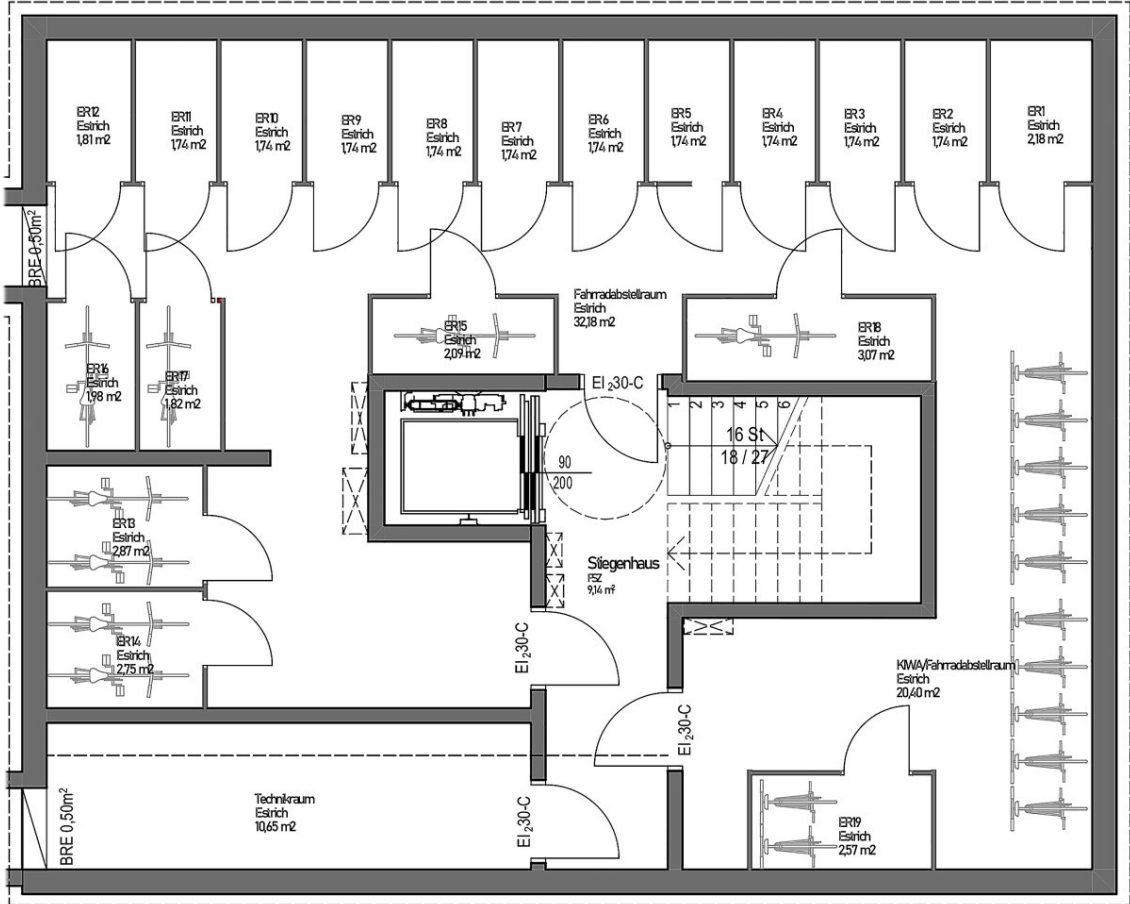 ER12
Estrich
1,81 m2
ER11
Estrich
1,74 m2
ER10
Estrich
1,74 m2
ER9
Estrich
1,74 m2
ER8
Estrich
1,74 m2
ER7
Estrich
1,74 m2
ER6
Estrich
1,74 m2
ER5
Estrich
1,74 m2
ER4
Estrich
1,74 m2
ER3
Estrich
1,74 m2
ER2
Estrich
1,74 m2
ER1
Estrich
2,18 m2
BRE 0,50m²
Fahrradabstellraum
Estrich
32,18 m2
ER15
Estrich
2,09 m2
ER18
Estrich
3,07 m2
ER16
Estrich
1,98 m2
ER17
Estrich
1,82 m2
EI₂30-C
1 2 3 4 5 6
16 St
18 / 27
90
200
ER13
Estrich
2,87 m2
Stiegenhaus
FSZ
9,14 m²
ER14
Estrich
2,75 m2
EI₂30-C
KIWA/Fahrradabstellraum
Estrich
20,40 m2
EI₂30-C
Technikraum
Estrich
10,65 m2
BRE 0,50m²
EI₂30-C
ER19
Estrich
2,57 m2